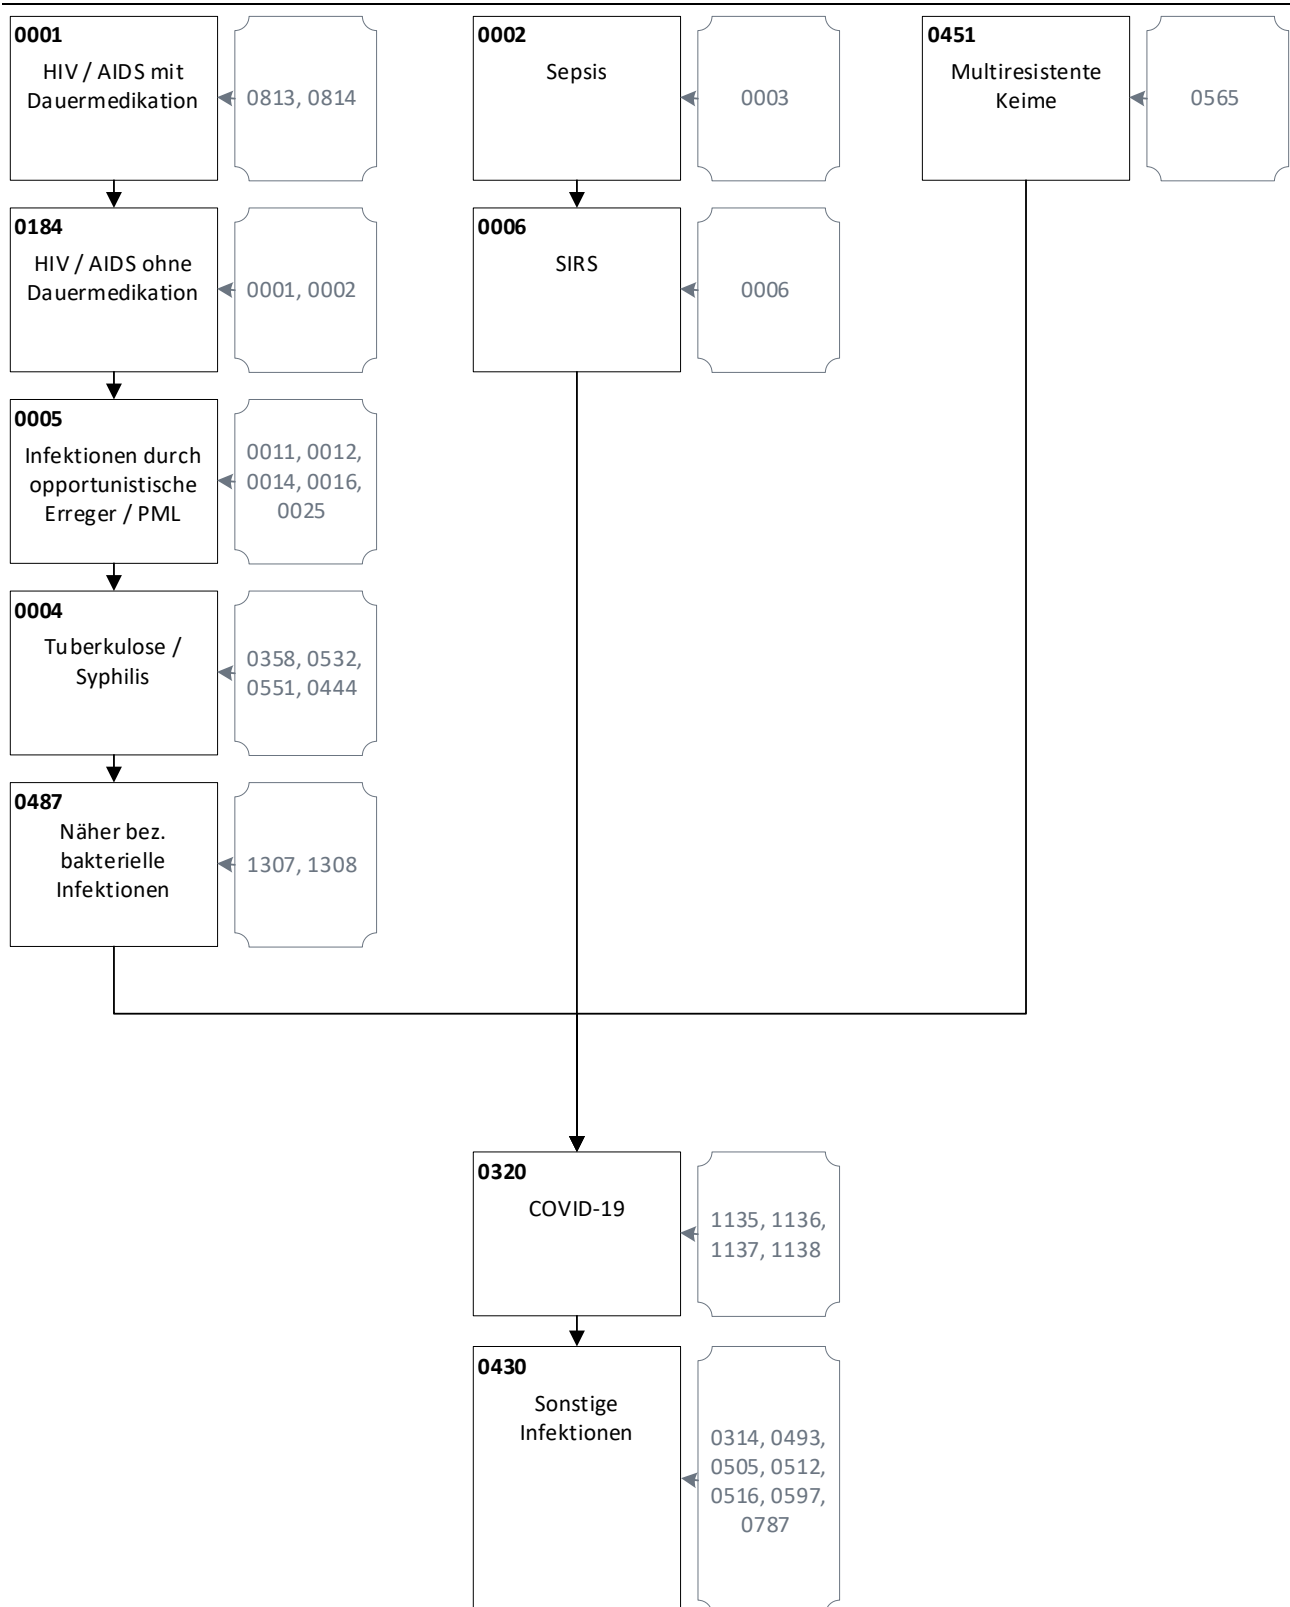 0001
HIV / AIDS mit
Dauermedikation
0813, 0814
0002
Sepsis
0003
0451
Multiresistente
Keime
0565
0184
HIV / AIDS ohne
Dauermedikation
0001, 0002
0006
SIRS
0006
0005
Infektionen durch
opportunistische
Erreger / PML
0011, 0012,
0014, 0016,
0025
0004
Tuberkulose /
Syphilis
0358, 0532,
0551, 0444
0487
Näher bez.
bakterielle
Infektionen
1307, 1308
0320
COVID-19
1135, 1136,
1137, 1138
0430
Sonstige
Infektionen
0314, 0493,
0505, 0512,
0516, 0597,
0787